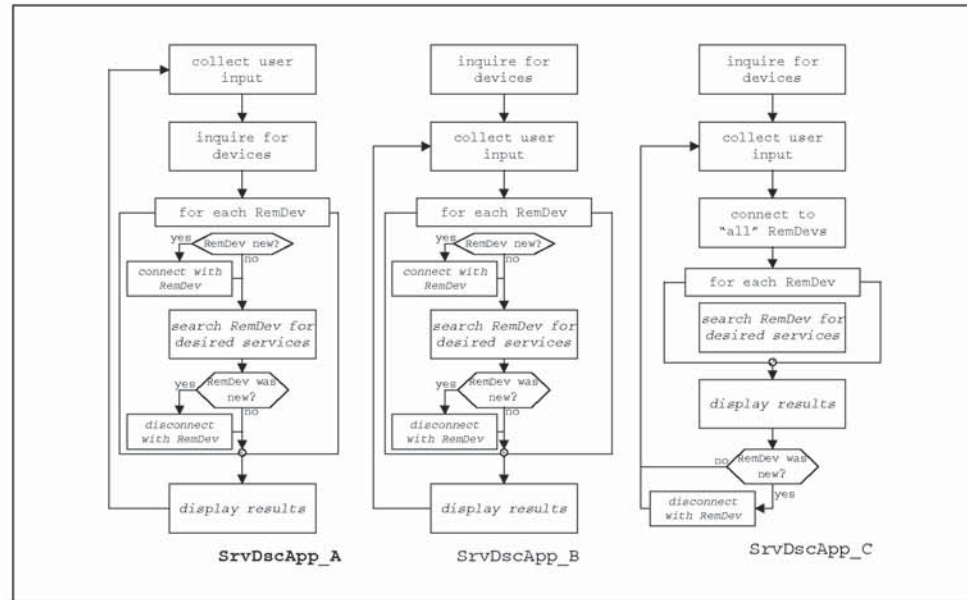 collect user
input
inquire for
devices
for each RemDev
yes
RemDev new?
no
connect with
RemDev
search RemDev for
desired services
yes
RemDev was
new?
no
disconnect
with RemDev
display results
SrvDscApp_A
inquire for
devices
collect user
input
for each RemDev
yes
RemDev new?
no
connect with
RemDev
search RemDev for
desired services
yes
RemDev was
new?
no
disconnect
with RemDev
display results
SrvDscApp_B
inquire for
devices
collect user
input
connect to
"all" RemDevs
for each RemDev
search RemDev for
desired services
display results
no
RemDev was
new?
yes
disconnect
with RemDev
SrvDscApp_C